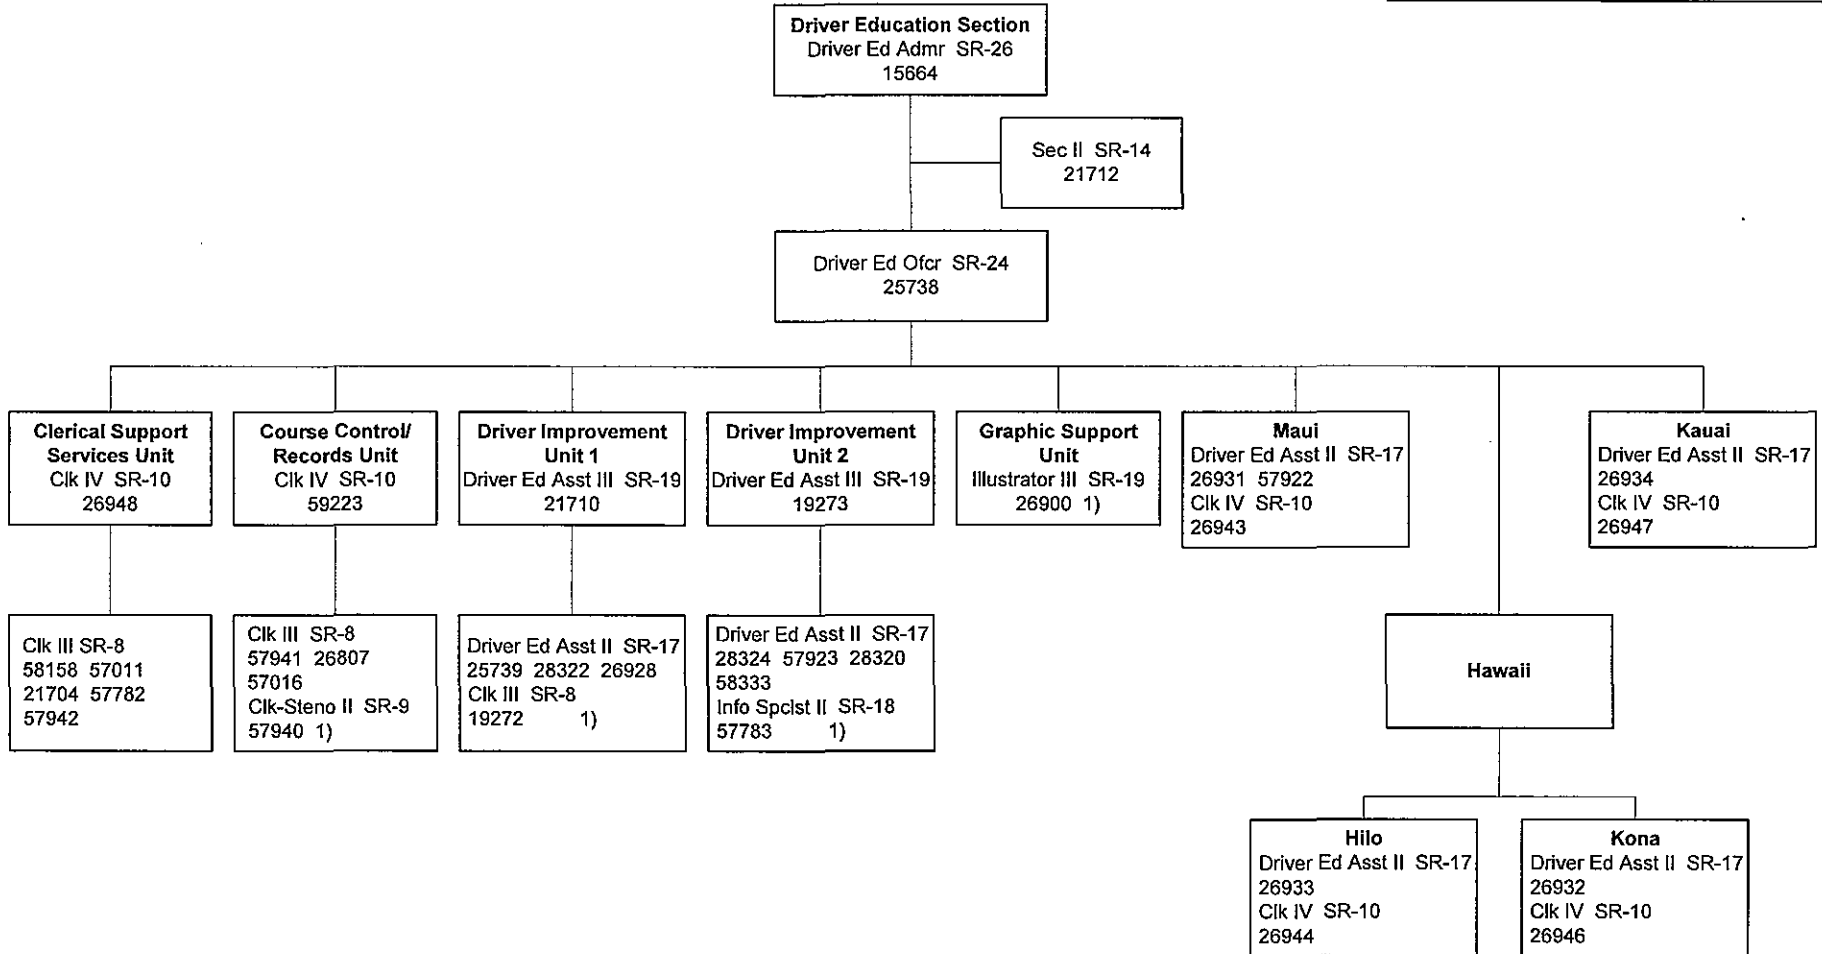 Driver Education Section
Driver Ed Admr SR-26
15664
Sec II SR-14
21712
Driver Ed Ofcr SR-24
25738
Clerical Support
Services Unit
Clk IV SR-10
26948
Course Control/
Records Unit
Clk IV SR-10
59223
Driver Improvement
Unit 1
Driver Ed Asst III SR-19
21710
Driver Improvement
Unit 2
Driver Ed Asst III SR-19
19273
Graphic Support
Unit
Illustrator III SR-19
26900 1)
Maui
Driver Ed Asst II SR-17
26931 57922
Clk IV SR-10
26943
Kauai
Driver Ed Asst II SR-17
26934
Clk IV SR-10
26947
Clk III SR-8
58158 57011
21704 57782
57942
Clk III SR-8
57941 26807
57016
Clk-Steno II SR-9
57940 1)
Driver Ed Asst II SR-17
25739 28322 26928
Clk III SR-8
19272 1)
Driver Ed Asst II SR-17
28324 57923 28320
58333
Info Spclst II SR-18
57783 1)
Hawaii
Hilo
Driver Ed Asst II SR-17
26933
Clk IV SR-10
26944
Kona
Driver Ed Asst II SR-17
26932
Clk IV SR-10
26946